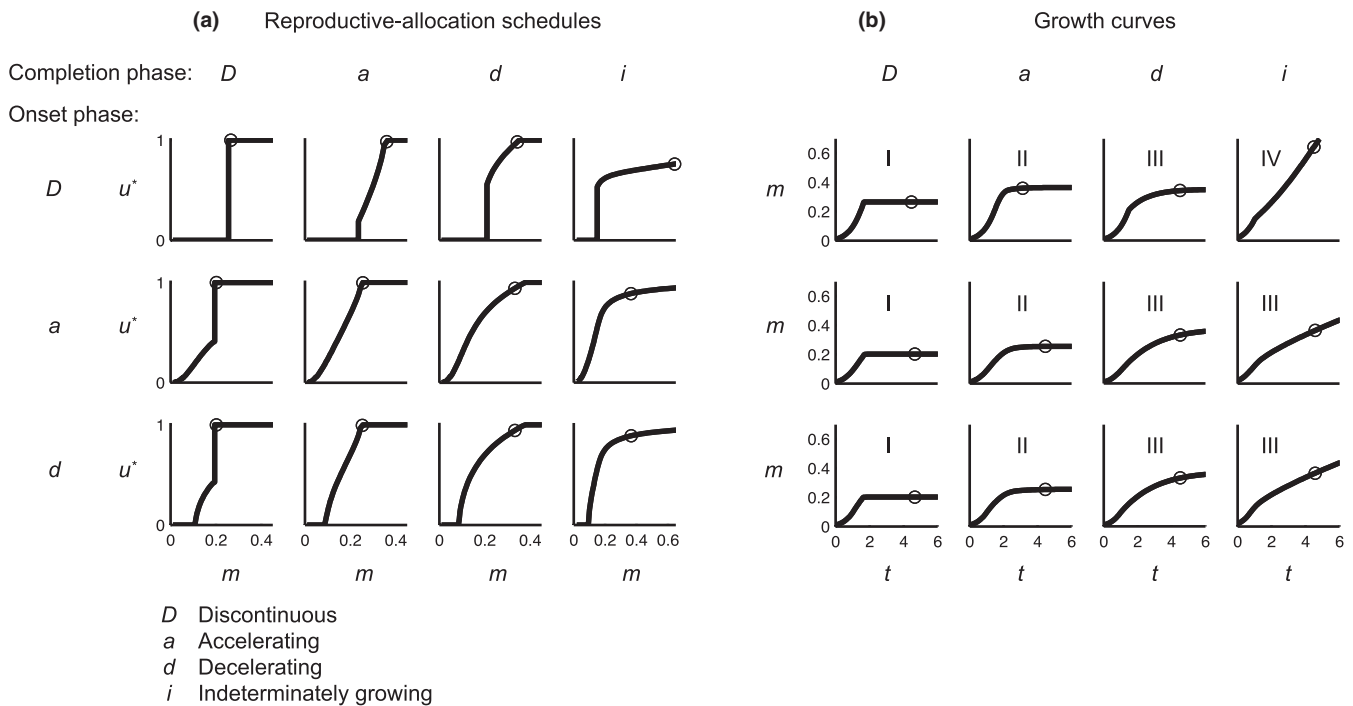 (a) Reproductive-allocation schedules (b) Growth curves
Completion phase: D a d i D a d i
Onset phase:
D u* 1 0 m 0.6 0.4 0.2 0 I II III IV
a u* 1 0 m 0.6 0.4 0.2 0 I II III III
d u* 1 0 m 0.6 0.4 0.2 0 I II III III
0 0.2 0.4 0 0.2 0.4 0 0.2 0.4 0 0.2 0.4 0.6 0 2 4 6 0 2 4 6 0 2 4 6 0 2 4 6
m m m m t t t t
D Discontinuous
a Accelerating
d Decelerating
i Indeterminately growing